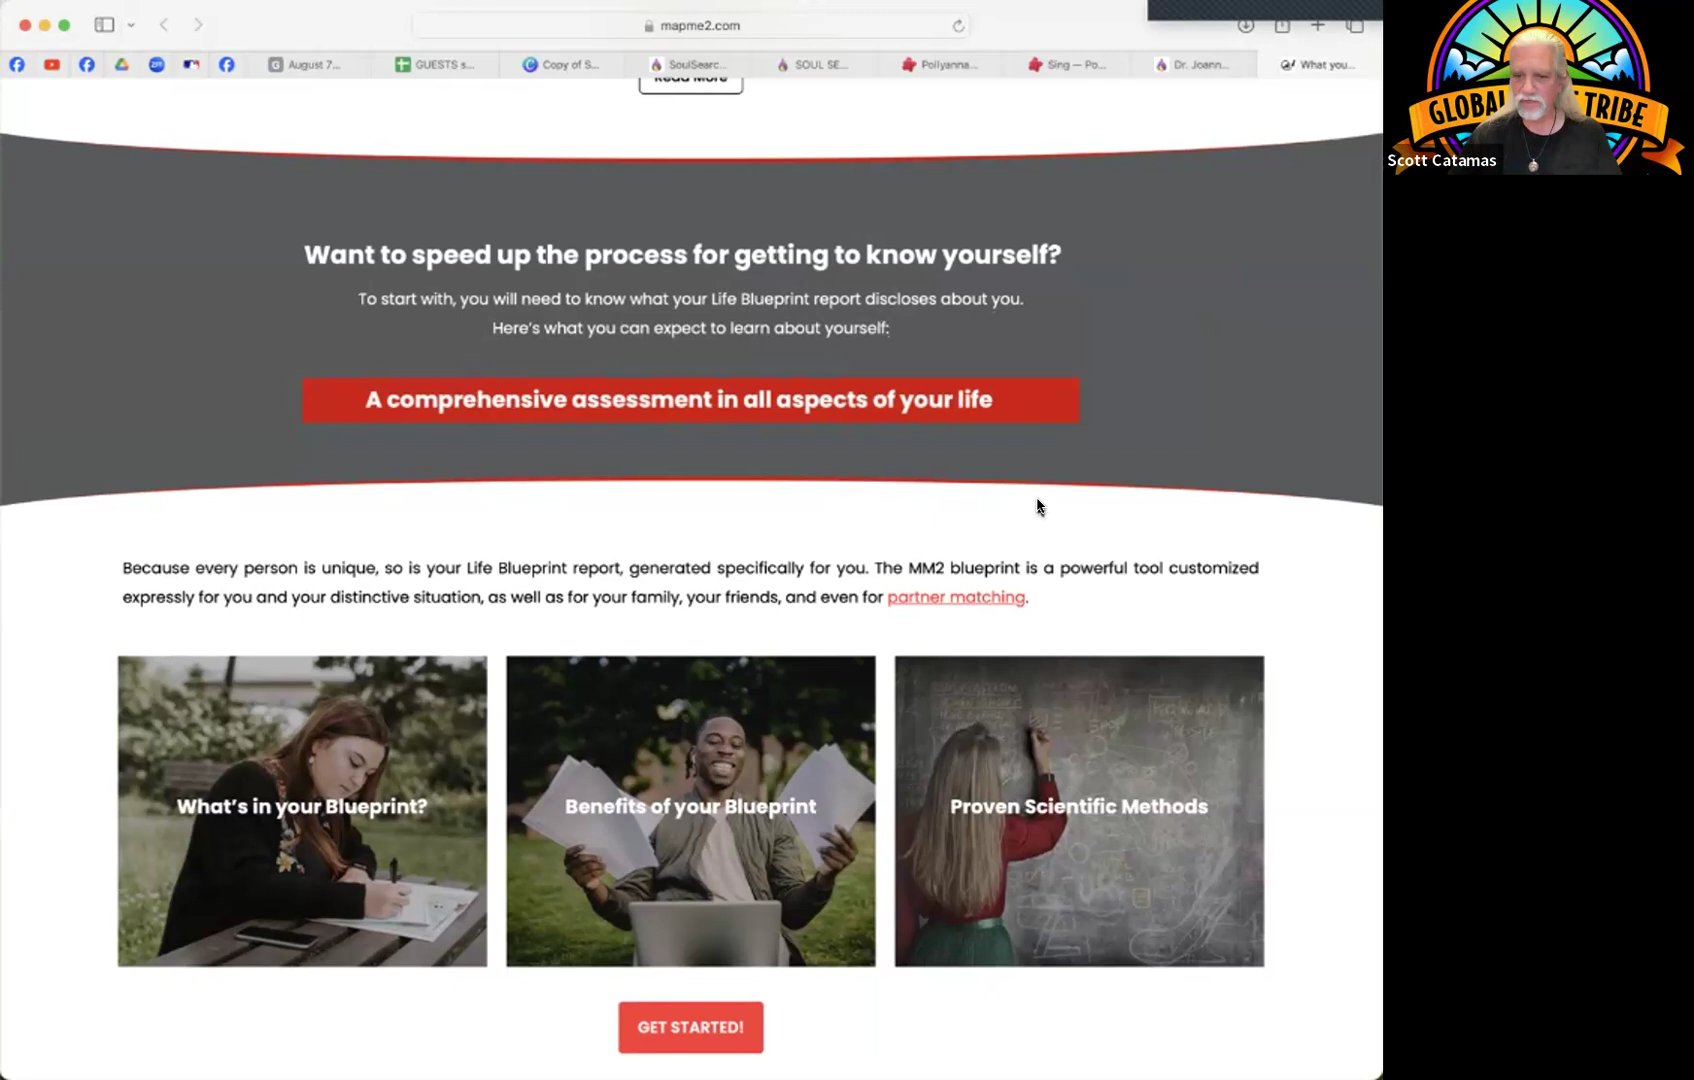 mapme2.com
August 7...
GUESTS s...
Copy of S...
SoulSearc...
SOUL SE...
Pollyanna...
Sing — Po...
Dr. Joann...
What you...
Read More
GLOBAL
TRIBE
Scott Catamas
Want to speed up the process for getting to know yourself?
To start with, you will need to know what your Life Blueprint report discloses about you.
Here's what you can expect to learn about yourself:
A comprehensive assessment in all aspects of your life
Because every person is unique, so is your Life Blueprint report, generated specifically for you. The MM2 blueprint is a powerful tool customized
expressly for you and your distinctive situation, as well as for your family, your friends, and even for partner matching.
What's in your Blueprint?
Benefits of your Blueprint
Proven Scientific Methods
GET STARTED!